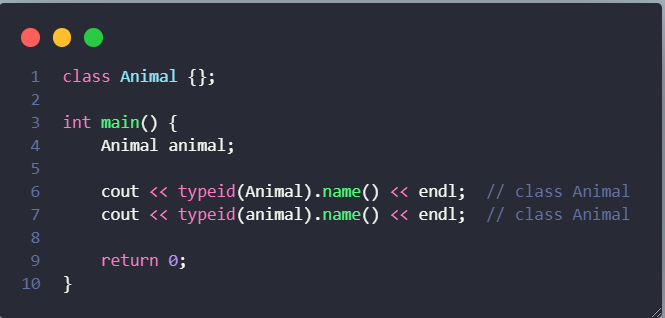 1 class Animal {};
2
3 int main() {
4     Animal animal;
5
6     cout << typeid(Animal).name() << endl;  // class Animal
7     cout << typeid(animal).name() << endl;  // class Animal
8
9     return 0;
10 }